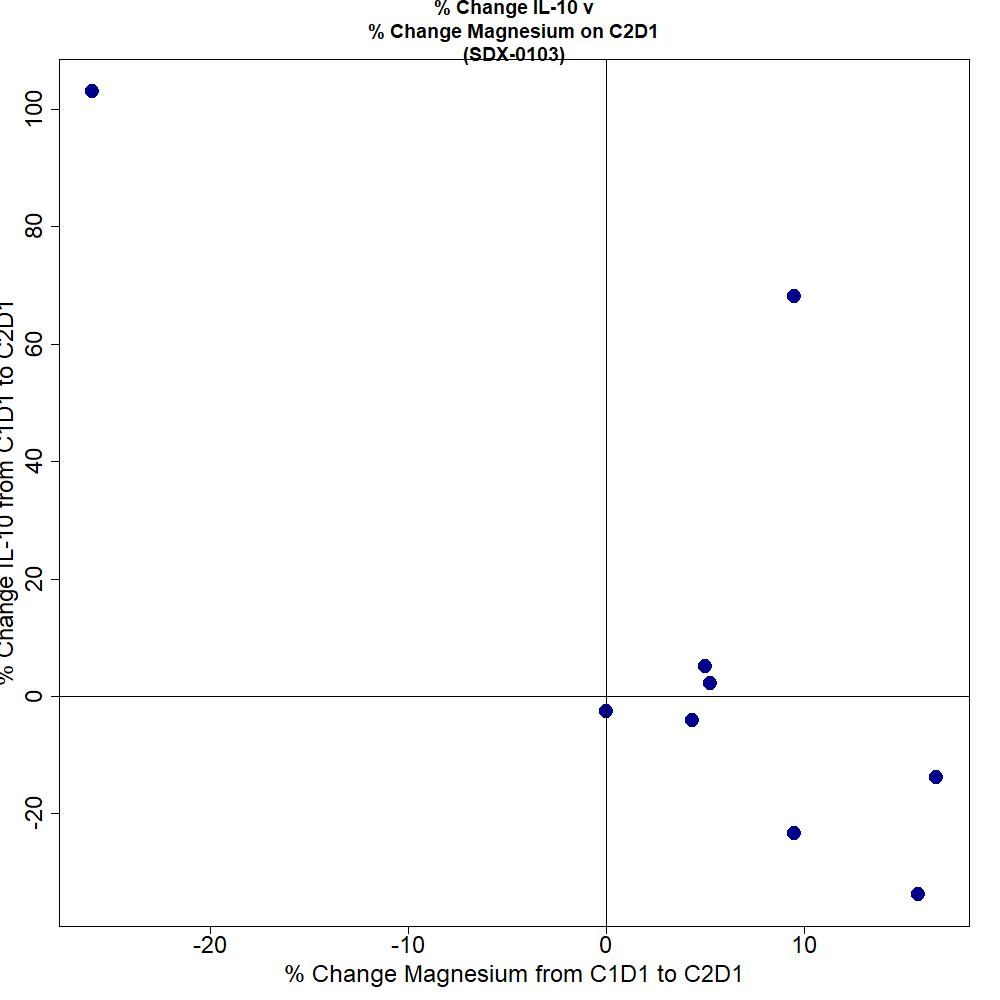 % Change IL-10 v
% Change Magnesium on C2D1
(SDX-0103)
% Change IL-10 from C1D1 to C2D1
100
80
60
40
20
0
-20
-20
-10
0
10
% Change Magnesium from C1D1 to C2D1